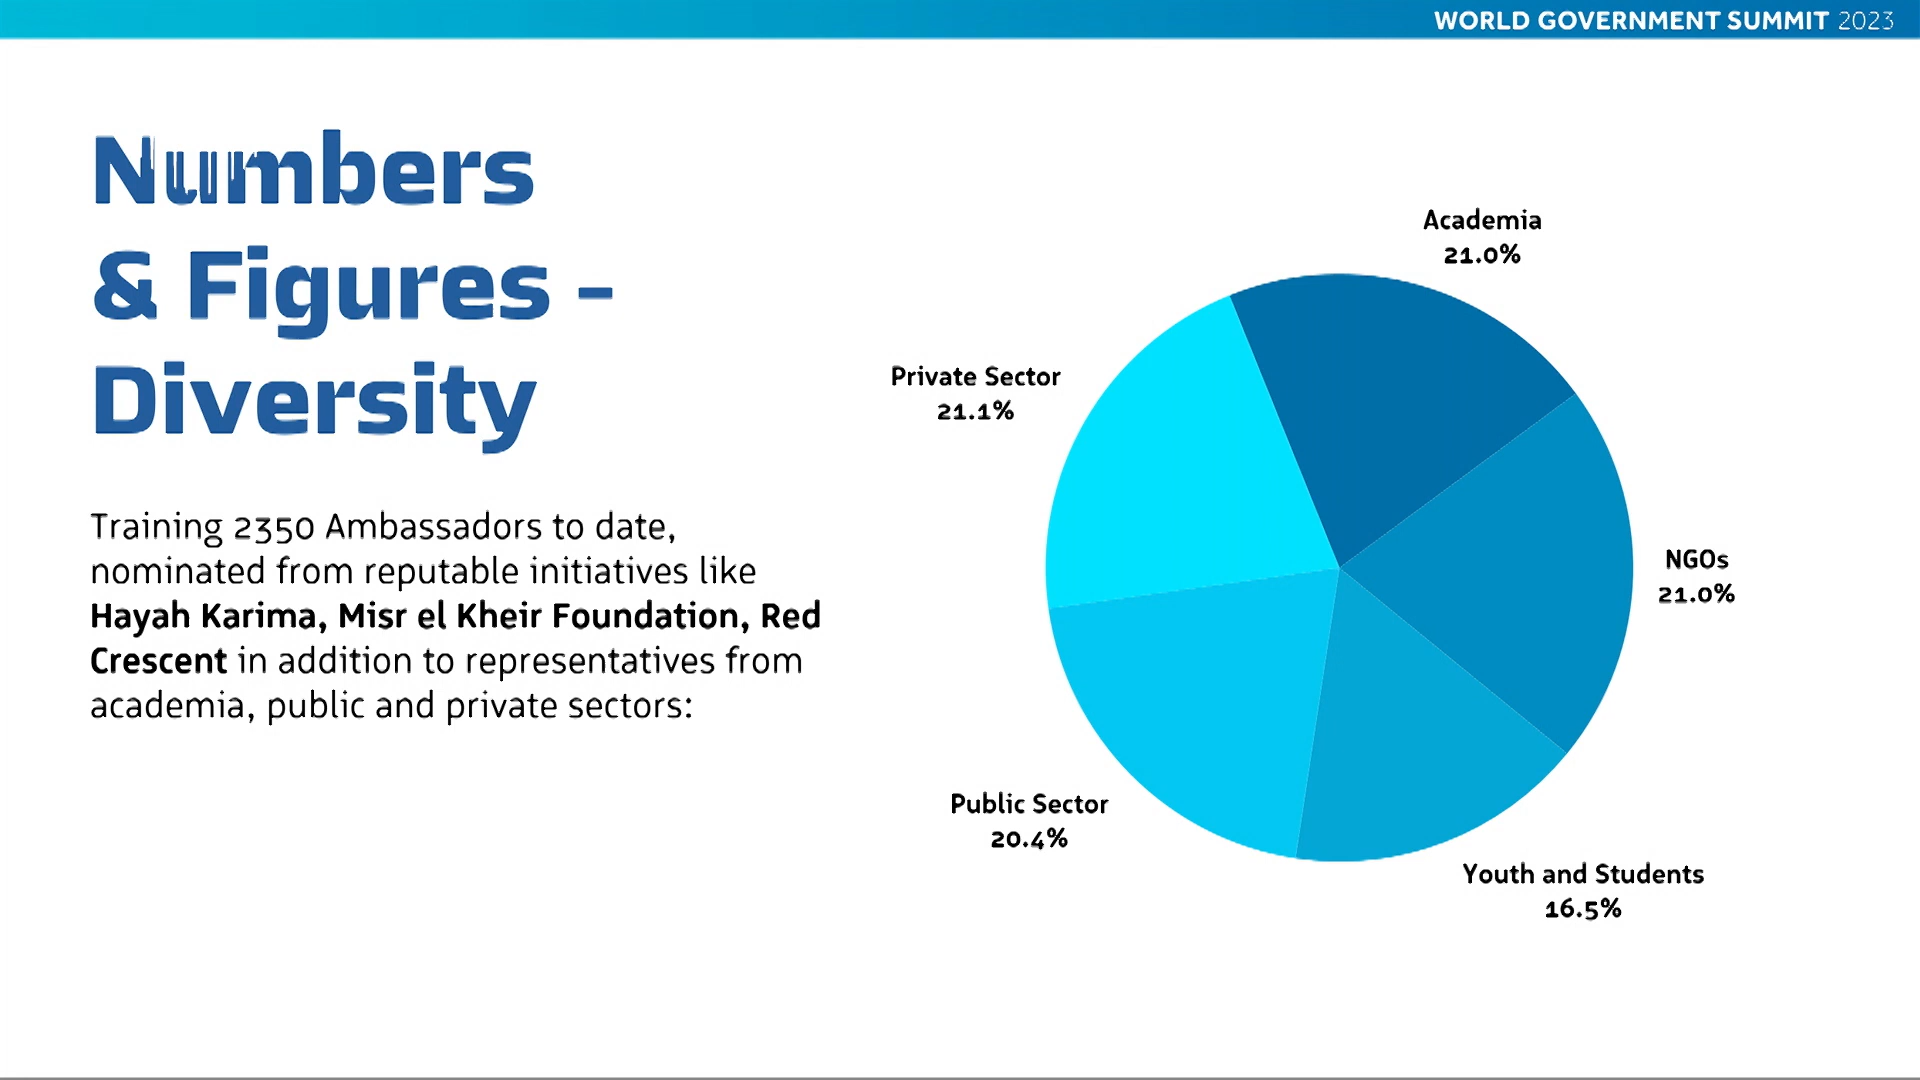 WORLD GOVERNMENT SUMMIT 2023
Numbers
& Figures -
Diversity
Training 2350 Ambassadors to date,
nominated from reputable initiatives like
Hayah Karima, Misr el Kheir Foundation, Red
Crescent in addition to representatives from
academia, public and private sectors:
Academia
21.0%
Private Sector
21.1%
NGOs
21.0%
Public Sector
20.4%
Youth and Students
16.5%